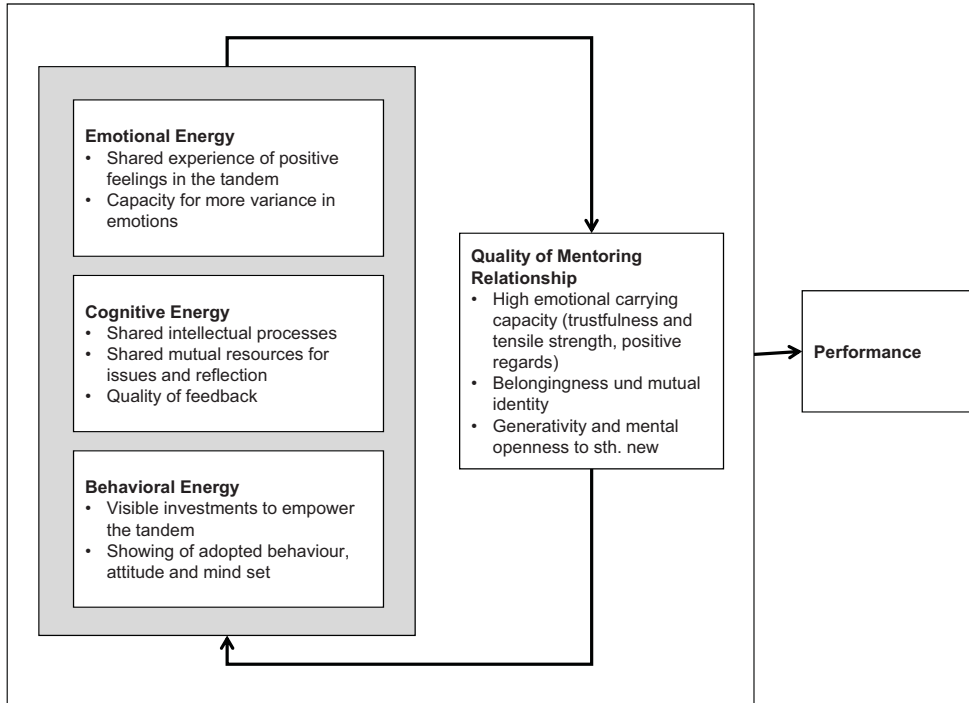 Emotional Energy
• Shared experience of positive
feelings in the tandem
• Capacity for more variance in
emotions
Cognitive Energy
• Shared intellectual processes
• Shared mutual resources for
issues and reflection
• Quality of feedback
Behavioral Energy
• Visible investments to empower
the tandem
• Showing of adopted behaviour,
attitude and mind set
Quality of Mentoring
Relationship
• High emotional carrying
capacity (trustfulness and
tensile strength, positive
regards)
• Belongingness und mutual
identity
• Generativity and mental
openness to sth. new
Performance